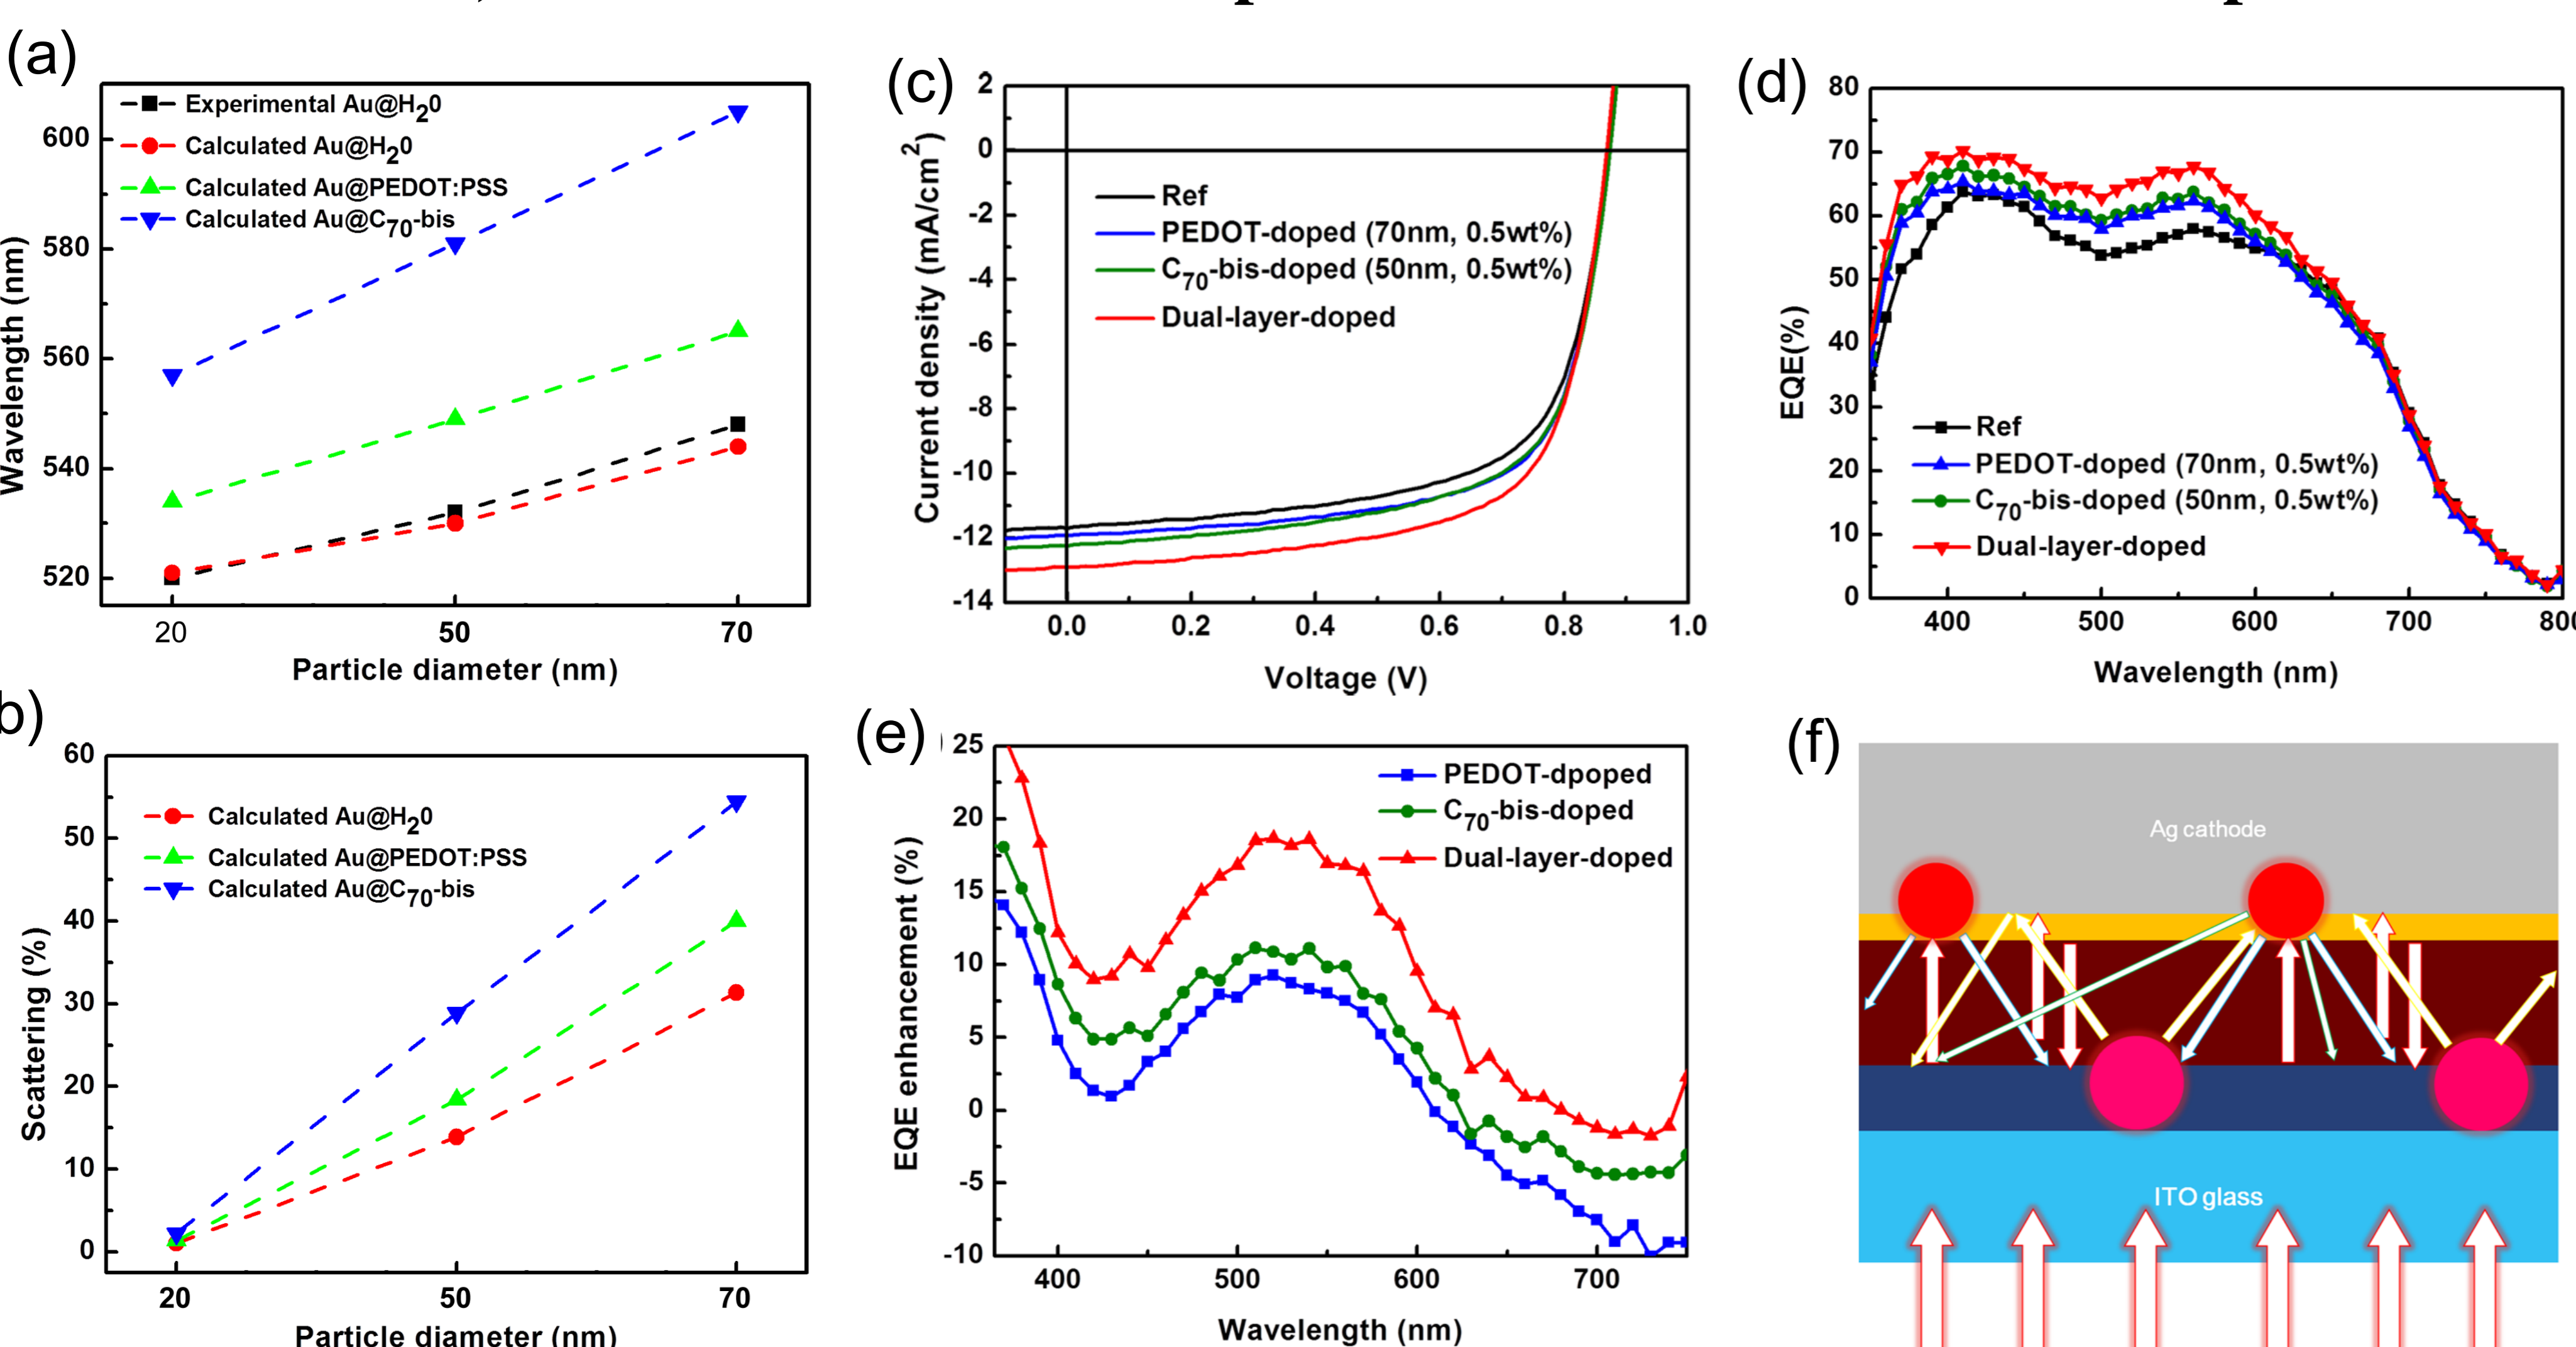 (a)
Experimental Au@H20
Calculated Au@H20
Calculated Au@PEDOT:PSS
Calculated Au@C70-bis
Wavelength (nm)
600
580
560
540
520
20
50
70
Particle diameter (nm)
(c)
Current density (mA/cm2)
2
0
-2
-4
-6
-8
-10
-12
-14
Ref
PEDOT-doped (70nm, 0.5wt%)
C70-bis-doped (50nm, 0.5wt%)
Dual-layer-doped
0.0
0.2
0.4
0.6
0.8
1.0
Voltage (V)
(d)
EQE(%)
80
70
60
50
40
30
20
10
0
Ref
PEDOT-doped (70nm, 0.5wt%)
C70-bis-doped (50nm, 0.5wt%)
Dual-layer-doped
400
500
600
700
800
Wavelength (nm)
b)
Scattering (%)
60
50
40
30
20
10
0
Calculated Au@H20
Calculated Au@PEDOT:PSS
Calculated Au@C70-bis
20
50
70
Particle diameter (nm)
(e)
EQE enhancement (%)
25
20
15
10
5
0
-5
-10
PEDOT-dpoped
C70-bis-doped
Dual-layer-doped
400
500
600
700
Wavelength (nm)
(f)
Ag cathode
ITO glass